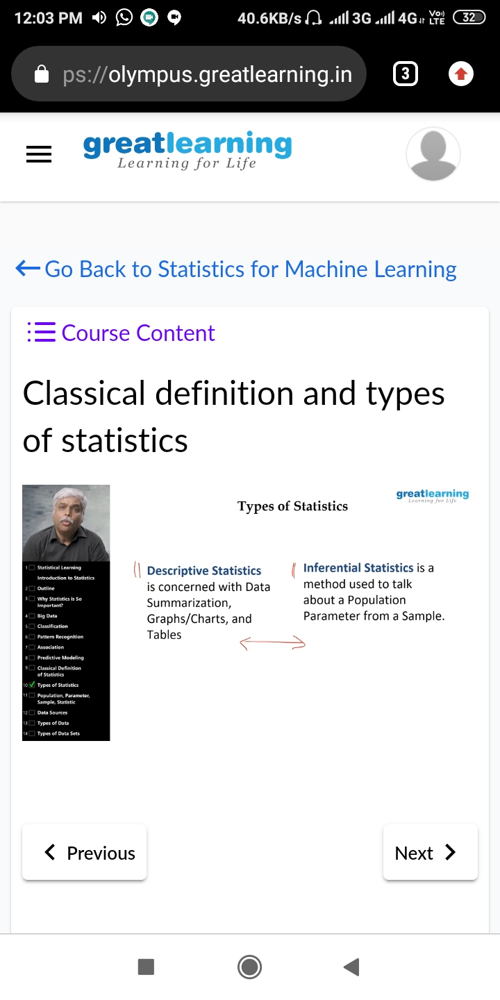 12:03 PM
40.6KB/s 3G 4G Vo) LTE 32
ps://olympus.greatlearning.in
3
greatlearning
Learning for Life
Go Back to Statistics for Machine Learning
Course Content
Classical definition and types
of statistics
greatlearning
Learning for Life
Types of Statistics
Descriptive Statistics
is concerned with Data
Summarization,
Graphs/Charts, and
Tables
Inferential Statistics is a
method used to talk
about a Population
Parameter from a Sample.
1 Statistical Learning
Introduction to Statistics
2 Outline
3 Why Statistics is So
Important?
4 Big Data
5 Classification
6 Pattern Recognition
7 Association
8 Predictive Modeling
9 Classical Definition
of Statistics
10 Types of Statistics
11 Population, Parameter,
Sample, Statistic
12 Data Sources
13 Types of Data
14 Types of Data Sets
Previous
Next